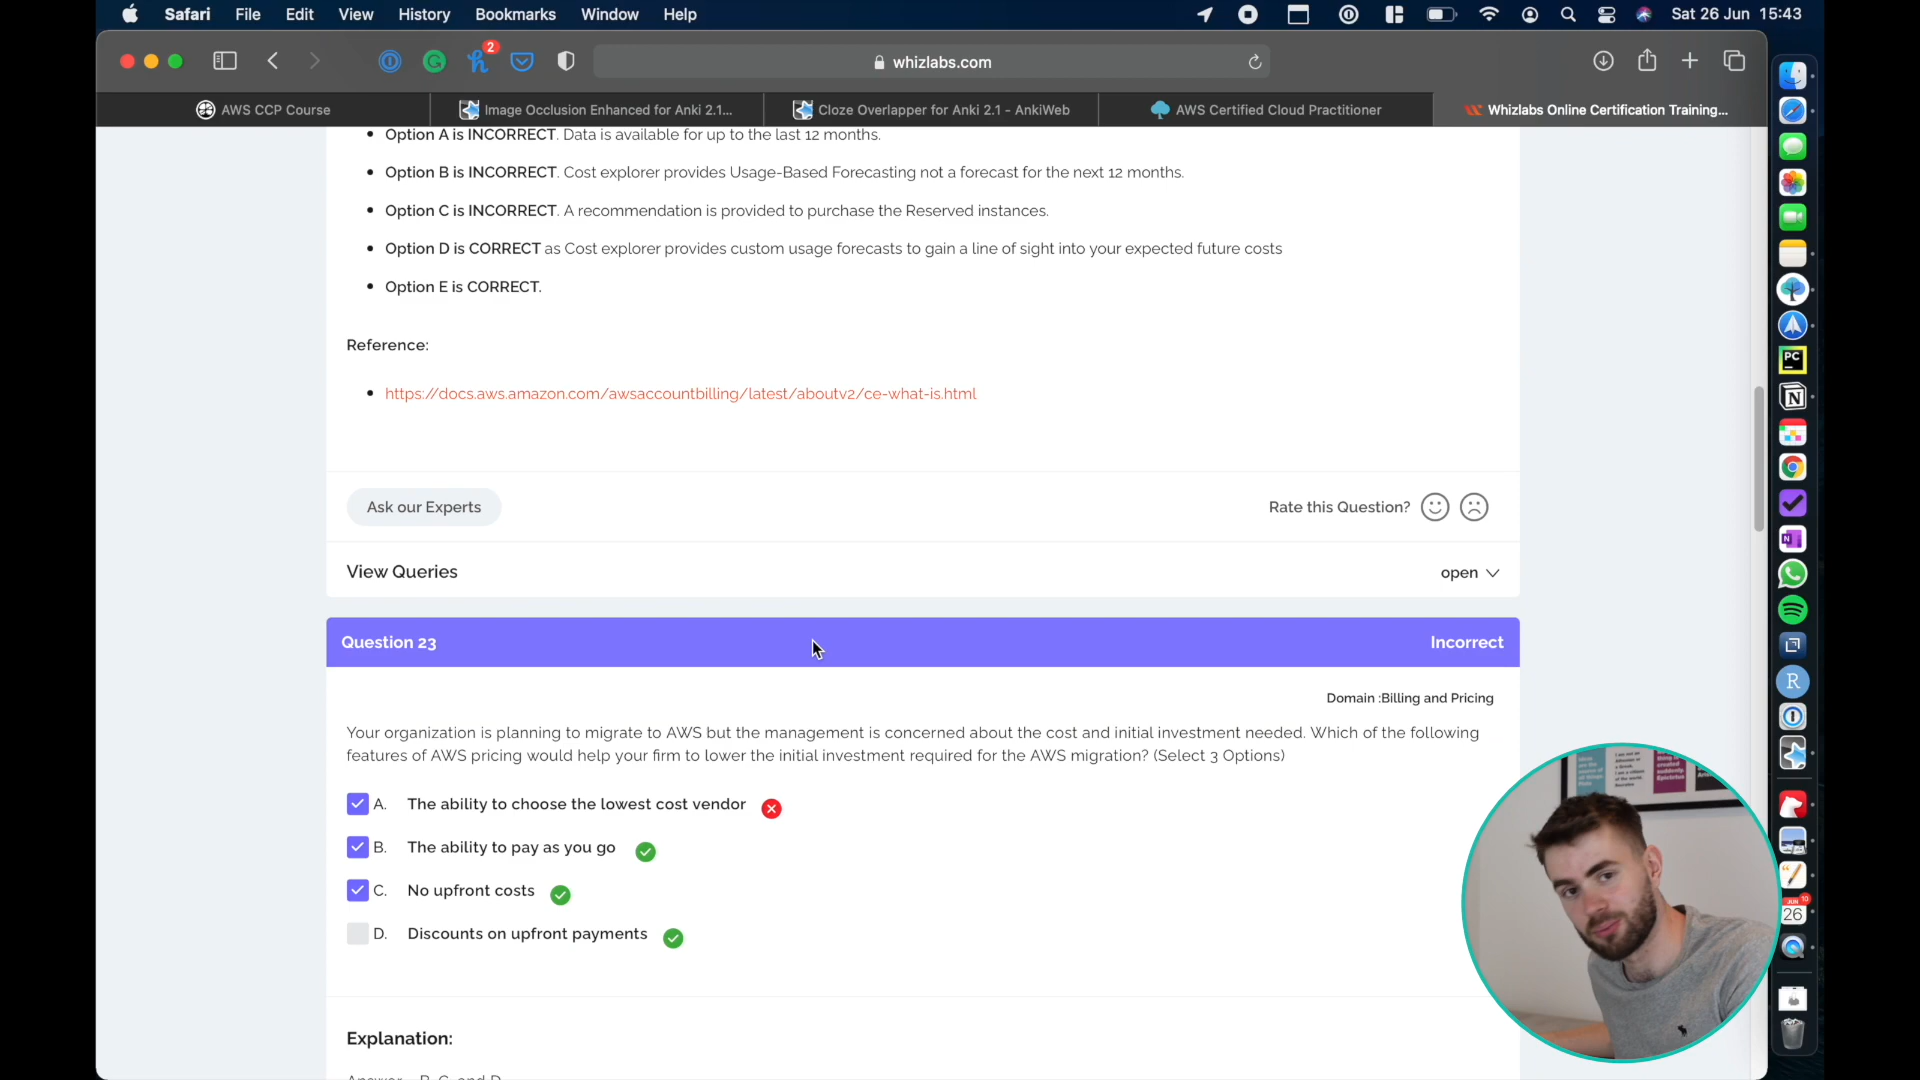 Safari File Edit View History Bookmarks Window Help Sat 26 Jun 15:43
2
whizlabs.com
AWS CCP Course Image Occlusion Enhanced for Anki 2.1... Cloze Overlapper for Anki 2.1 - AnkiWeb AWS Certified Cloud Practitioner Whizlabs Online Certification Training...
Option A is INCORRECT. Data is available for up to the last 12 months.
Option B is INCORRECT. Cost explorer provides Usage-Based Forecasting not a forecast for the next 12 months.
Option C is INCORRECT. A recommendation is provided to purchase the Reserved instances.
Option D is CORRECT as Cost explorer provides custom usage forecasts to gain a line of sight into your expected future costs
Option E is CORRECT.
Reference:
https://docs.aws.amazon.com/awsaccountbilling/latest/aboutv2/ce-what-is.html
Ask our Experts Rate this Question?
View Queries open
Question 23 Incorrect
Domain :Billing and Pricing
Your organization is planning to migrate to AWS but the management is concerned about the cost and initial investment needed. Which of the following
features of AWS pricing would help your firm to lower the initial investment required for the AWS migration? (Select 3 Options)
A. The ability to choose the lowest cost vendor
B. The ability to pay as you go
C. No upfront costs
D. Discounts on upfront payments
Explanation:
PC
N
N
R
JUN
10
26